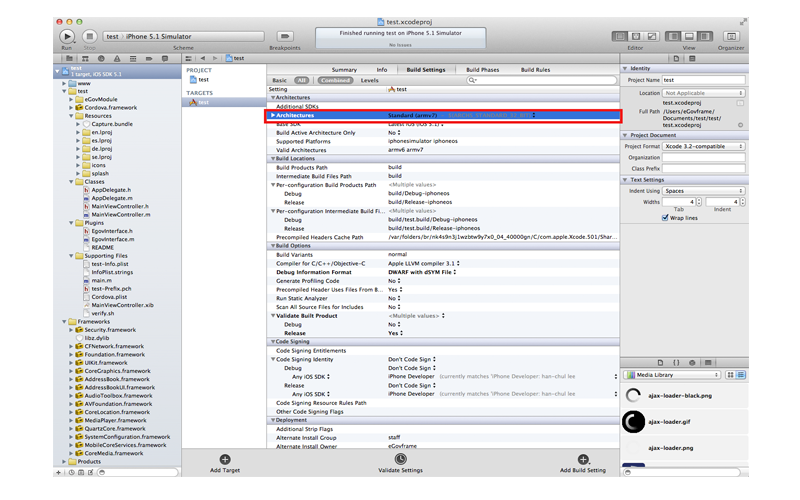 test.xcodeproj
Run
Stop
test
iPhone 5.1 Simulator
Scheme
Breakpoints
Finished running test on iPhone 5.1 Simulator
No Issues
Editor
View
Organizer
test
test
1 target, iOS SDK 5.1
www
test
eGovModule
Cordova.framework
Resources
Capture.bundle
en.lproj
es.lproj
de.lproj
se.lproj
icons
splash
Classes
AppDelegate.h
AppDelegate.m
MainViewController.h
MainViewController.m
Plugins
EgovInterface.h
EgovInterface.m
README
Supporting Files
test-Info.plist
InfoPlist.strings
main.m
test-Prefix.pch
Cordova.plist
MainViewController.xib
verify.sh
Frameworks
Security.framework
libz.dylib
CFNetwork.framework
Foundation.framework
UIKit.framework
CoreGraphics.framework
AddressBook.framework
AddressBookUI.framework
AudioToolbox.framework
AVFoundation.framework
CoreLocation.framework
MediaPlayer.framework
QuartzCore.framework
SystemConfiguration.framework
MobileCoreServices.framework
CoreMedia.framework
Products
PROJECT
test
TARGETS
test
Summary Info Build Settings Build Phases Build Rules
Basic All Combined Levels
Setting test
Architectures
Additional SDKs
Architectures Standard (armv7)
Base SDK Latest iOS (iOS 5.1)
Build Active Architecture Only No
Supported Platforms iphonesimulator iphoneos
Valid Architectures armv6 armv7
Build Locations
Build Products Path build
Intermediate Build Files Path build
Per-configuration Build Products Path <Multiple values>
Debug build/Debug-iphoneos
Release build/Release-iphoneos
Per-configuration Intermediate Build Fi... <Multiple values>
Debug build/test.build/Debug-iphoneos
Release build/test.build/Release-iphoneos
Precompiled Headers Cache Path /var/folders/br/nk4s9n3j1wzbtw9y7x0_04_40000gn/C/com.apple.Xcode.501/Shar...
Build Options
Build Variants normal
Compiler for C/C++/Objective-C Apple LLVM compiler 3.1
Debug Information Format DWARF with dSYM File
Generate Profiling Code No
Precompiled Header Uses Files From B... Yes
Run Static Analyzer No
Scan All Source Files for Includes No
Validate Built Product <Multiple values>
Debug No
Release Yes
Code Signing
Code Signing Entitlements
Code Signing Identity Don't Code Sign
Debug Don't Code Sign
Any iOS SDK iPhone Developer (currently matches 'iPhone Developer: han-chul lee
Release Don't Code Sign
Any iOS SDK iPhone Developer (currently matches 'iPhone Developer: han-chul lee
Code Signing Resource Rules Path
Other Code Signing Flags
Deployment
Additional Strip Flags
Alternate Install Group staff
Alternate Install Owner eGovframe
Add Target
Validate Settings
Add Build Setting
Identity
Project Name test
Location Not Applicable
test.xcodeproj
Full Path /Users/eGovframe/
Documents/test/test/
test.xcodeproj
Project Document
Project Format Xcode 3.2-compatible
Organization
Class Prefix
Text Settings
Indent Using Spaces
Widths 4 4
Tab Indent
Wrap lines
Media Library
ajax-loader-black.png
ajax-loader.gif
ajax-loader.png